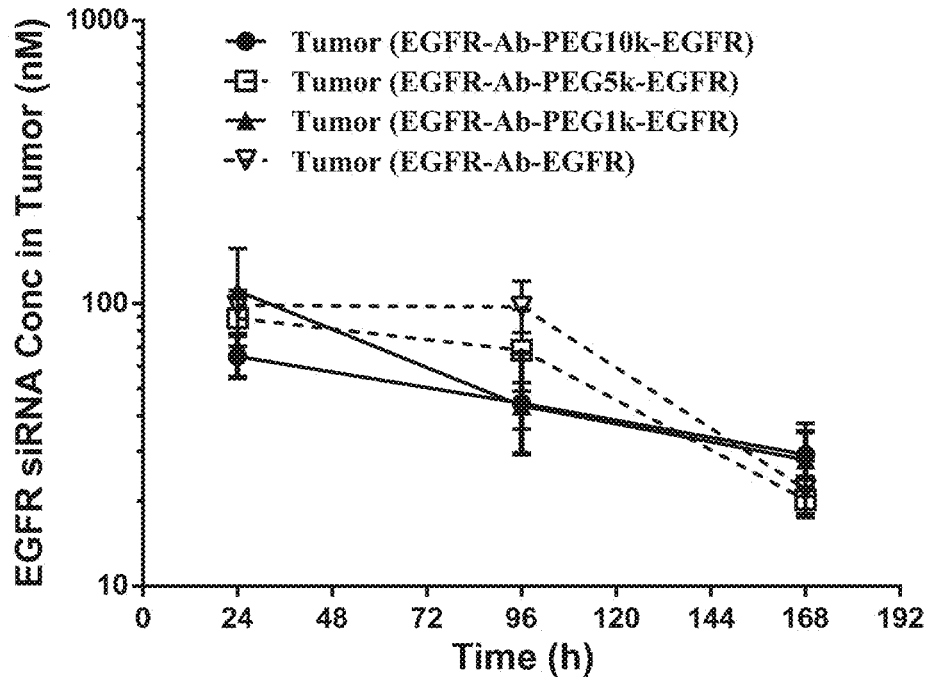 1000
Tumor (EGFR-Ab-PEG10k-EGFR)
Tumor (EGFR-Ab-PEG5k-EGFR)
Tumor (EGFR-Ab-PEG1k-EGFR)
Tumor (EGFR-Ab-EGFR)
EGFR siRNA Conc in Tumor (nM)
100
10
0 24 48 72 96 120 144 168 192
Time (h)